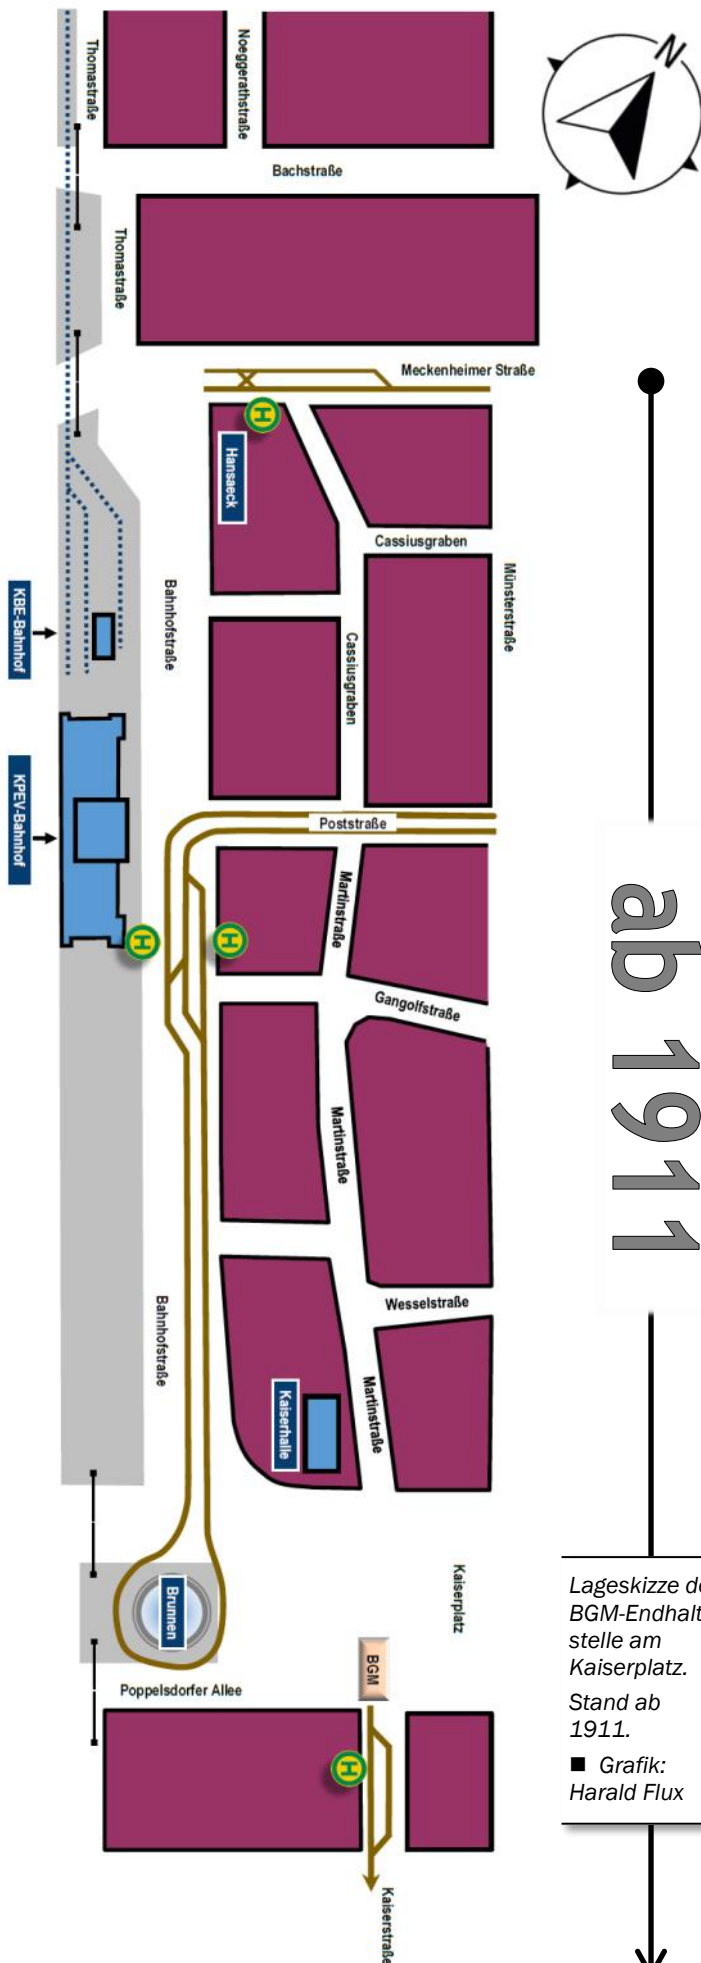 N
Thomastraße
Noeggerathstraße
Bachstraße
Thomastraße
Meckenheimer Straße
H
Hansaeck
Cassiusgraben
Münsterstraße
Bahnhofstraße
KBE-Bahnhof
Cassiusgraben
KPEV-Bahnhof
Poststraße
Martinstraße
H
H
Gangolfstraße
ab 1911
Martinstraße
Bahnhofstraße
Wesselstraße
Kaiserhalle
Martinstraße
Kaiserplatz
Brunnen
BGM
Poppelsdorfer Allee
H
Kaiserstraße
Lageskizze de
BGM-Endhalt
stelle am
Kaiserplatz.
Stand ab
1911.
■ Grafik:
Harald Flux